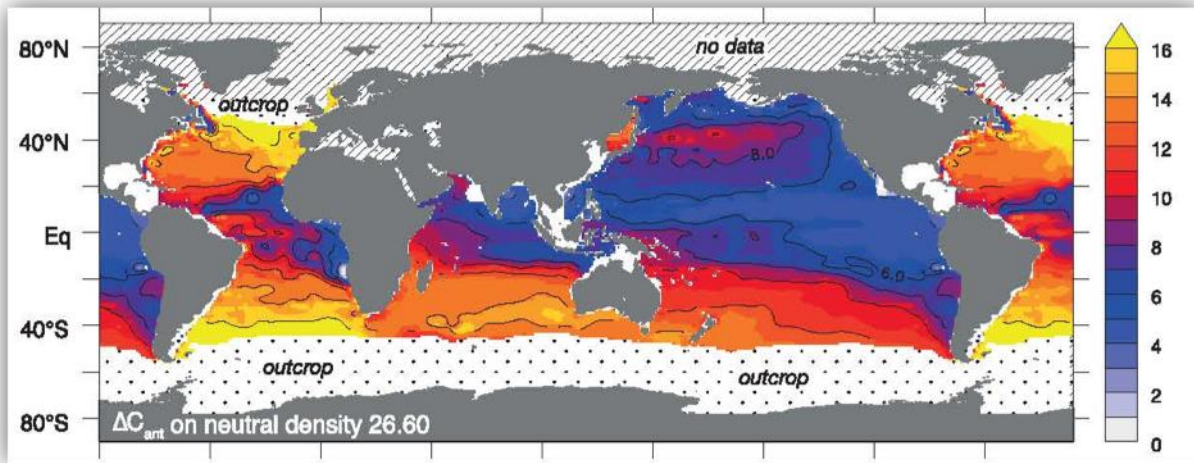 80°N
40°N
Eq
40°S
80°S
no data
outcrop
8.0
6.0
outcrop
outcrop
ΔC_ant on neutral density 26.60
16
14
12
10
8
6
4
2
0